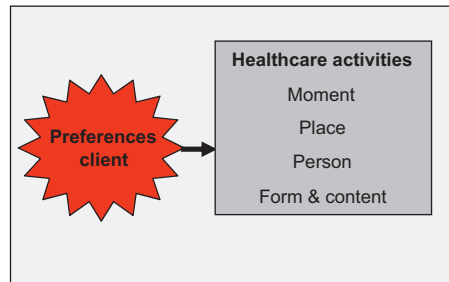 Preferences
client
Healthcare activities
Moment
Place
Person
Form & content